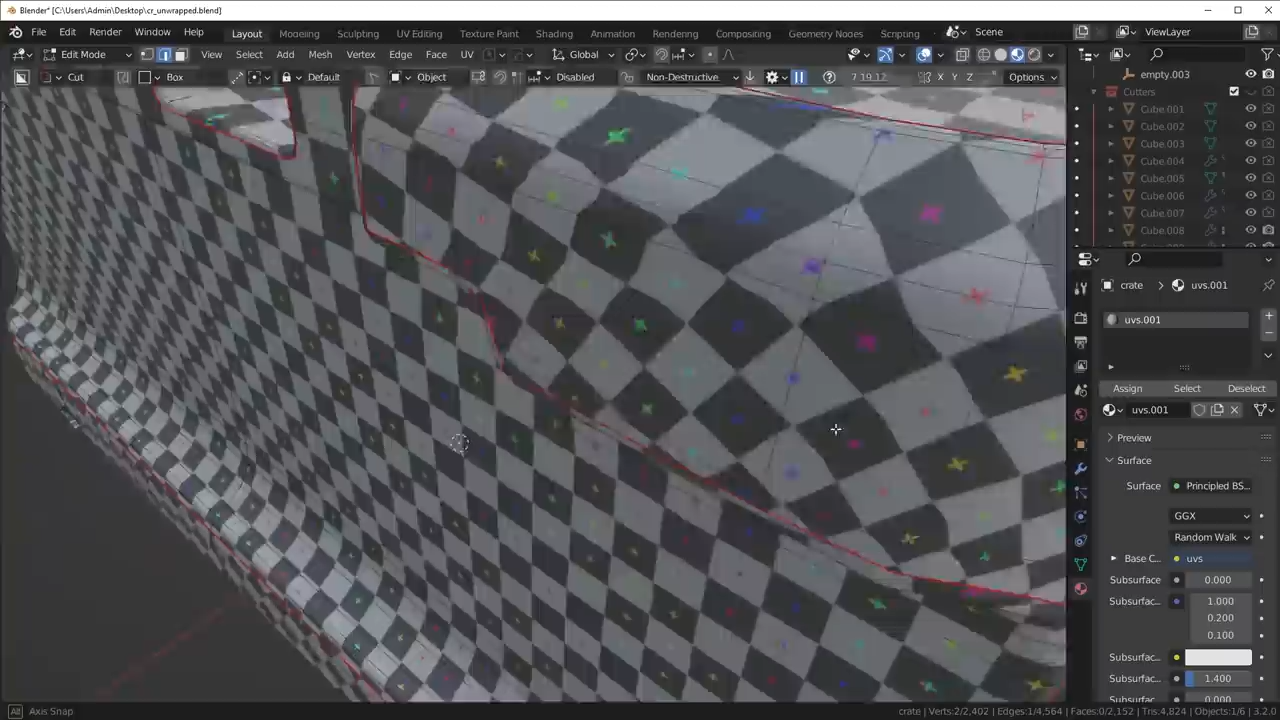 Blender* [C:\Users\Admin\Desktop\cr_unwrapped.blend]
File Edit Render Window Help Layout Modeling Sculpting UV Editing Texture Paint Shading Animation Rendering Compositing Geometry Nodes Scripting Scene ViewLayer
Edit Mode View Select Add Mesh Vertex Edge Face UV Global
Cut Box Default Object Disabled Non-Destructive 7 19.12 X Y Z Options
empty.003
Cutters
Cube.001
Cube.002
Cube.003
Cube.004
Cube.005
Cube.006
Cube.007
Cube.008
crate > uvs.001
uvs.001
Assign Select Deselect
uvs.001
Preview
Surface
Surface Principled BS...
GGX
Random Walk
Base C... uvs
Subsurface 0.000
Subsurfac... 1.000
0.200
0.100
Subsurfac...
Subsurfac... 1.400
Alt Axis Snap crate | Verts:2/2,402 | Edges:1/4,564 | Faces:0/2,152 | Tris:4,824 | Objects:1/6 | 3.2.0